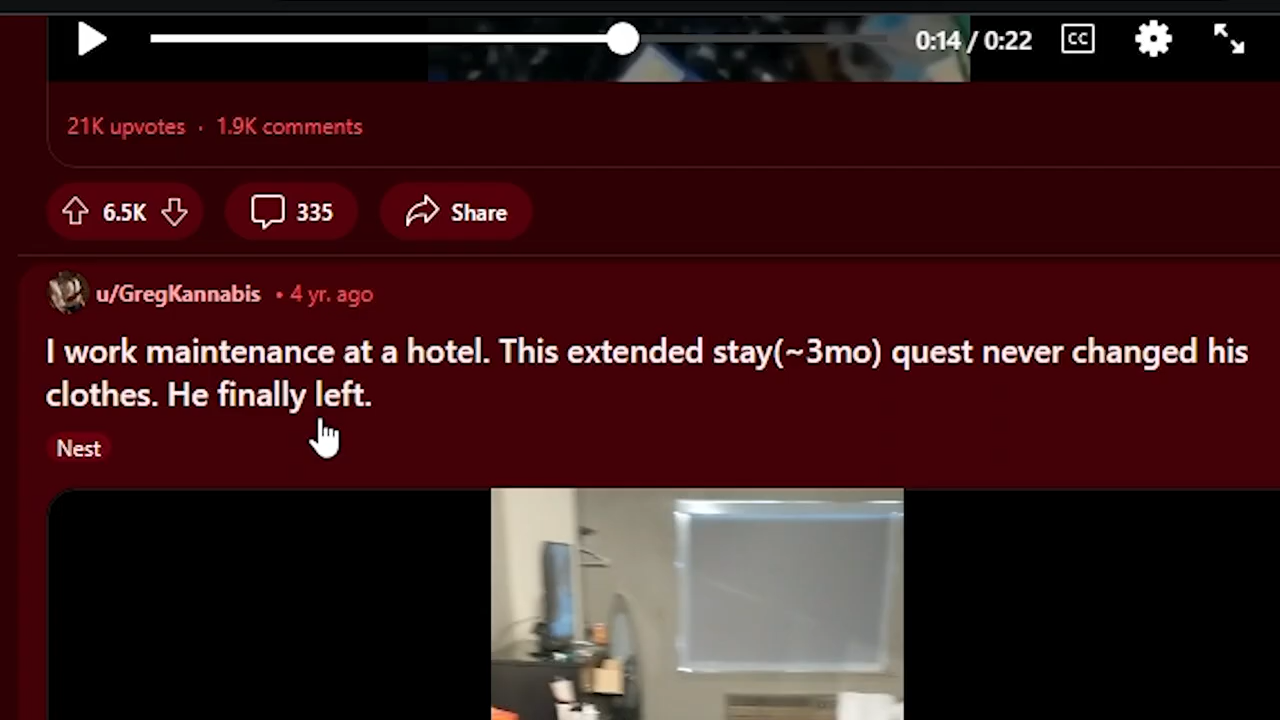 0:14 / 0:22 CC
21K upvotes · 1.9K comments
6.5K 335 Share
u/GregKannabis • 4 yr. ago
I work maintenance at a hotel. This extended stay(~3mo) quest never changed his
clothes. He finally left.
Nest